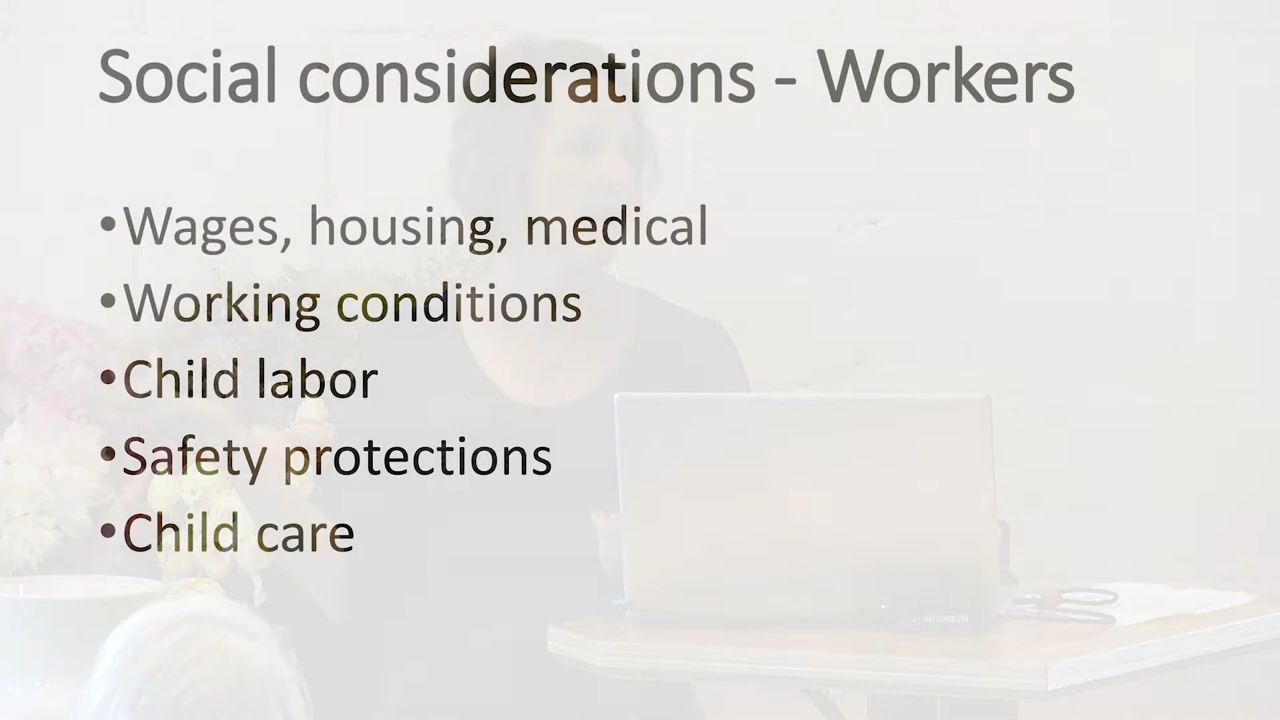 Social considerations - Workers
•Wages, housing, medical
•Working conditions
•Child labor
•Safety protections
•Child care